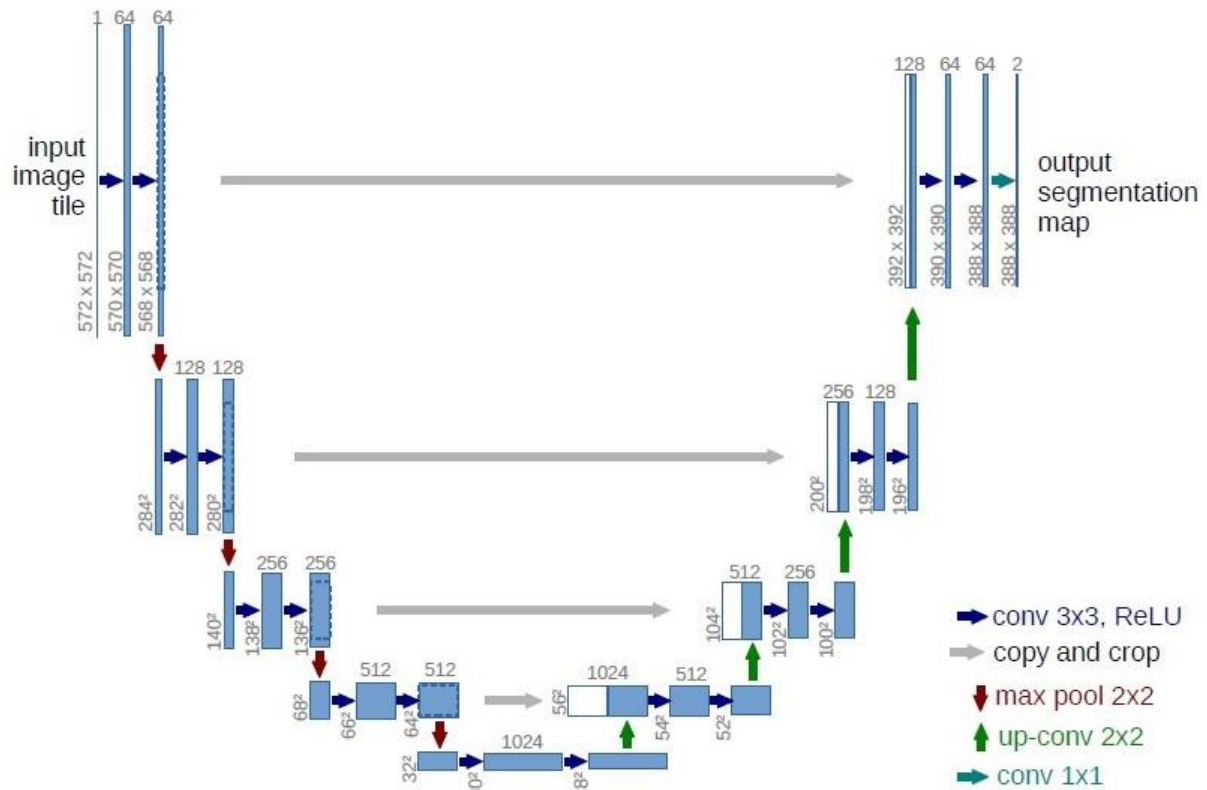 1
64
64
input
image
tile
572 x 572
570 x 570
568 x 568
128
64
64
2
output
segmentation
map
392 x 392
390 x 390
388 x 388
388 x 388
128
128
284²
282²
280²
256
128
200²
198²
196²
256
256
140²
138²
136²
512
256
104²
102²
100²
512
512
68²
66²
64²
1024
512
56²
54²
52²
1024
32²
conv 3x3, ReLU
copy and crop
max pool 2x2
up-conv 2x2
conv 1x1